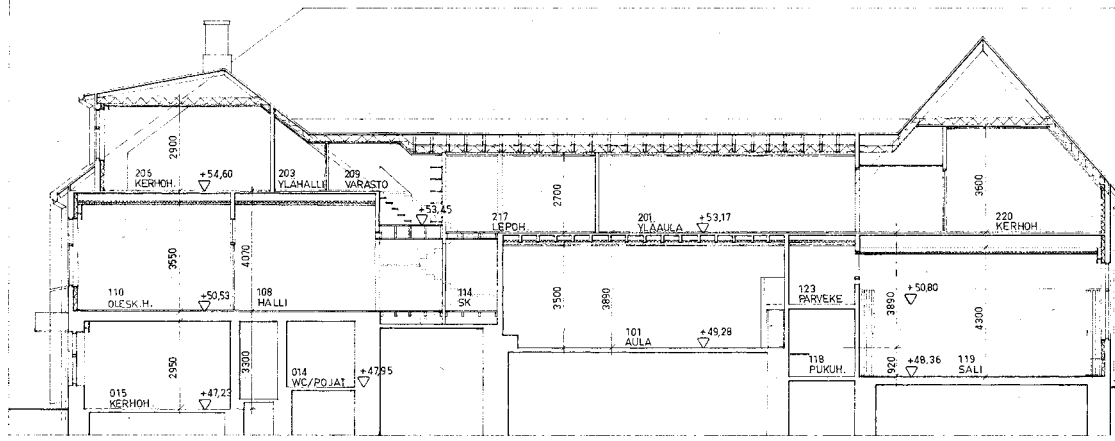 2900
205
KERHOH.
+54,60
203
YLÄHALLI
209
VARASTO
+53,45
217
LEPOH.
2700
201
YLÄAULA
+53,17
3600
220
KERHOH
3550
4070
110
OLESK.H.
+50,53
108
HALLI
114
SK
3500
3890
101
AULA
+49,28
123
PARVEKE
3890
+50,80
4300
118
PUKUH.
920
+48,36
119
SALI
2950
3300
015
KERHOH.
+47,23
014
WC/POJAT
+47,95